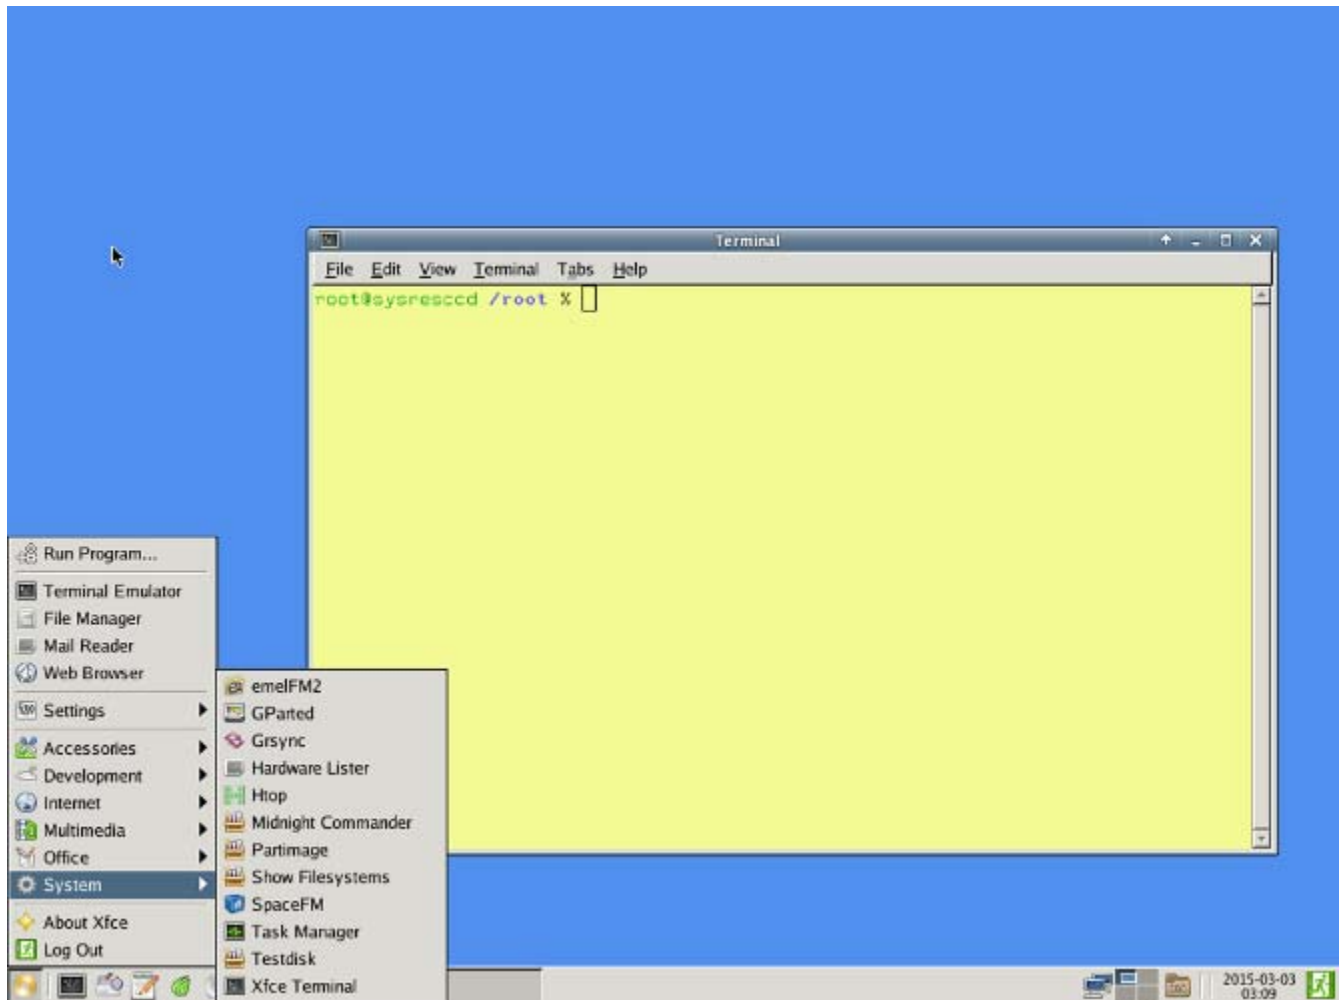 Terminal
File Edit View Terminal Tabs Help
root@sysresccd /root %
Run Program...
Terminal Emulator
File Manager
Mail Reader
Web Browser
Settings
Accessories
Development
Internet
Multimedia
Office
System
About Xfce
Log Out
emelFM2
GParted
Grsync
Hardware Lister
Htop
Midnight Commander
Partimage
Show Filesystems
SpaceFM
Task Manager
Testdisk
Xfce Terminal
2015-03-03
03:09